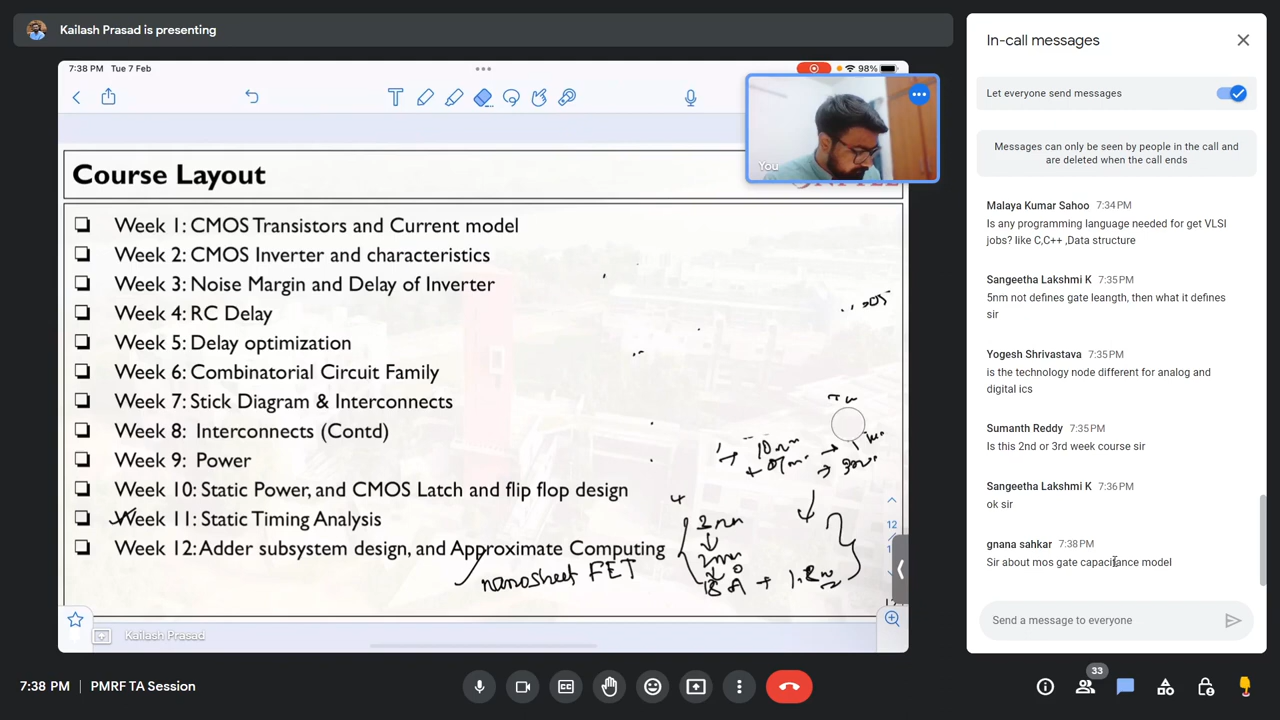 Kailash Prasad is presenting
7:38 PM Tue 7 Feb
98%
You
Course Layout
Week 1: CMOS Transistors and Current model
Week 2: CMOS Inverter and characteristics
Week 3: Noise Margin and Delay of Inverter
Week 4: RC Delay
Week 5: Delay optimization
Week 6: Combinatorial Circuit Family
Week 7: Stick Diagram & Interconnects
Week 8: Interconnects (Contd)
Week 9: Power
Week 10: Static Power, and CMOS Latch and flip flop design
Week 11: Static Timing Analysis
Week 12: Adder subsystem design, and Approximate Computing
nanosheet FET
10nm
3nm
2nm
18 A
12
Kailash Prasad
In-call messages
Let everyone send messages
Messages can only be seen by people in the call and
are deleted when the call ends
Malaya Kumar Sahoo 7:34 PM
Is any programming language needed for get VLSI
jobs? like C,C++ ,Data structure
Sangeetha Lakshmi K 7:35 PM
5nm not defines gate leangth, then what it defines
sir
Yogesh Shrivastava 7:35 PM
is the technology node different for analog and
digital ics
Sumanth Reddy 7:35 PM
Is this 2nd or 3rd week course sir
Sangeetha Lakshmi K 7:36 PM
ok sir
gnana sahkar 7:38 PM
Sir about mos gate capacitance model
Send a message to everyone
7:38 PM | PMRF TA Session
33